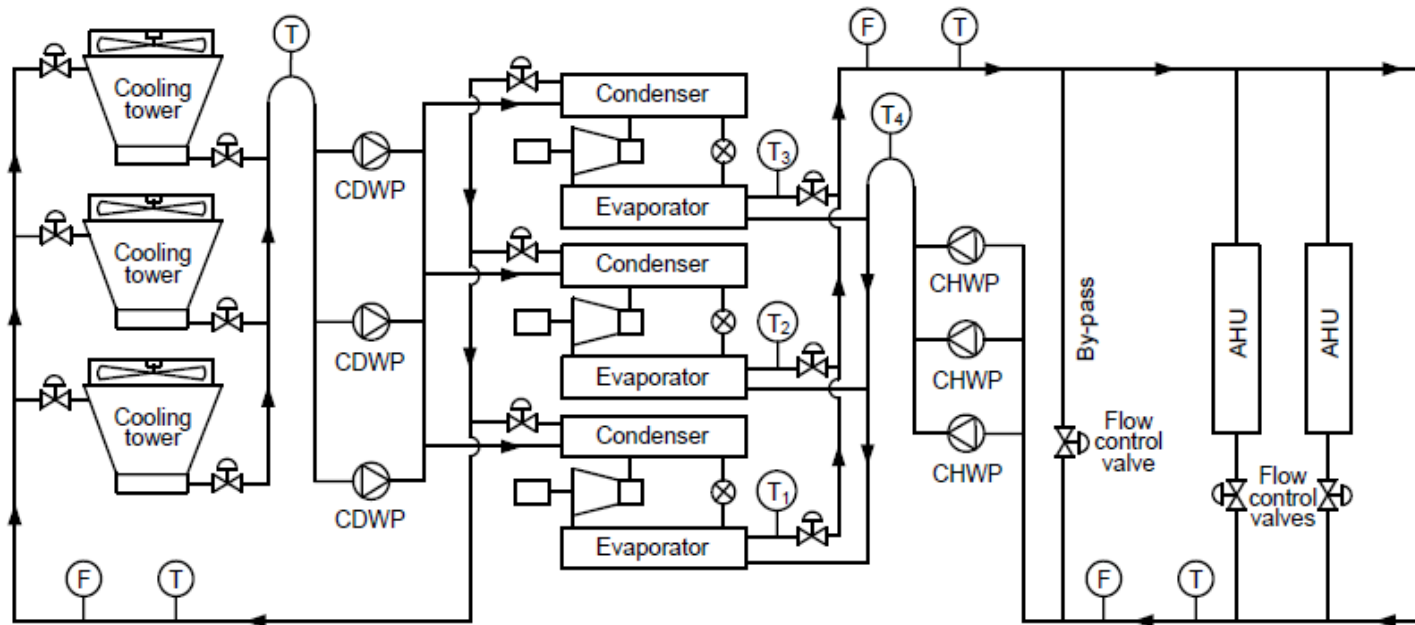 T
F
T
Cooling
tower
Condenser
T4
T3
CDWP
Evaporator
Cooling
tower
Condenser
CHWP
T2
By-pass
AHU
AHU
CDWP
Evaporator
CHWP
Cooling
tower
Condenser
Flow
control
valve
CHWP
T1
Flow
control
valves
CDWP
Evaporator
F
T
F
T